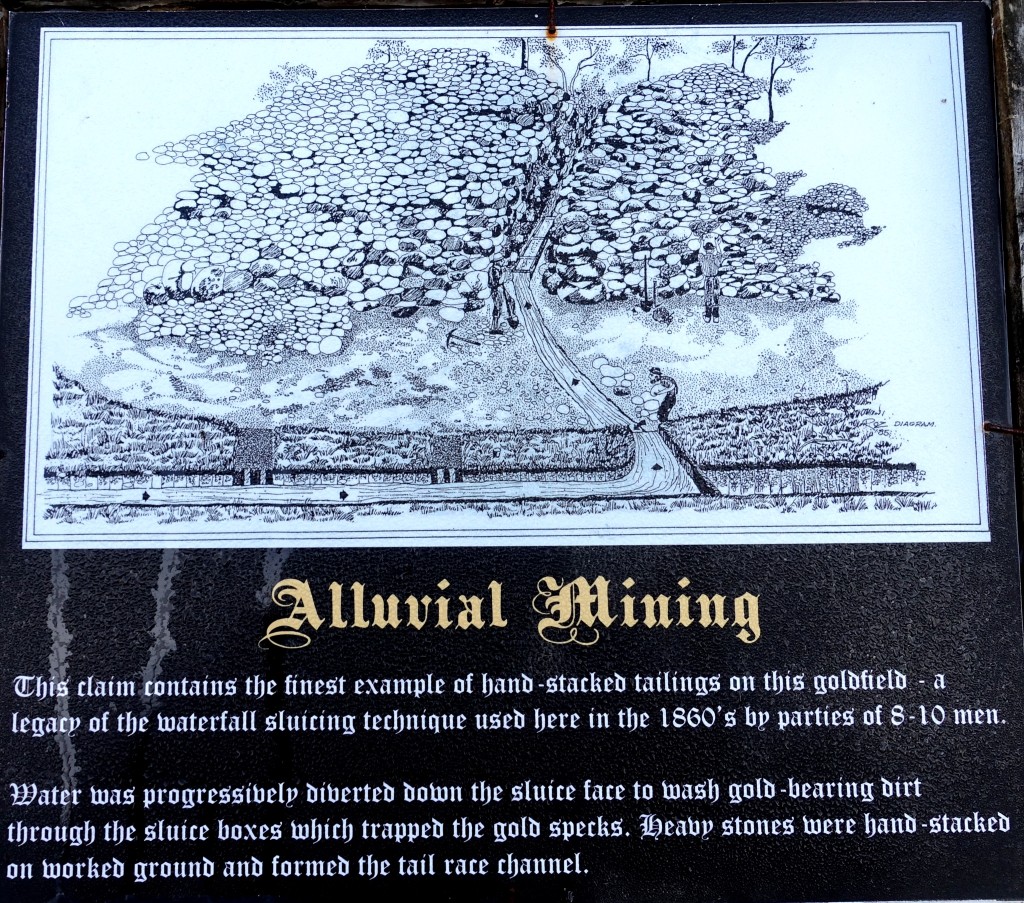 DIAGRAM.
Alluvial Mining
This claim contains the finest example of hand-stacked tailings on this goldfield - a
legacy of the waterfall sluicing technique used here in the 1860's by parties of 8-10 men.
Water was progressively diverted down the sluice face to wash gold-bearing dirt
through the sluice boxes which trapped the gold specks. Heavy stones were hand-stacked
on worked ground and formed the tail race channel.